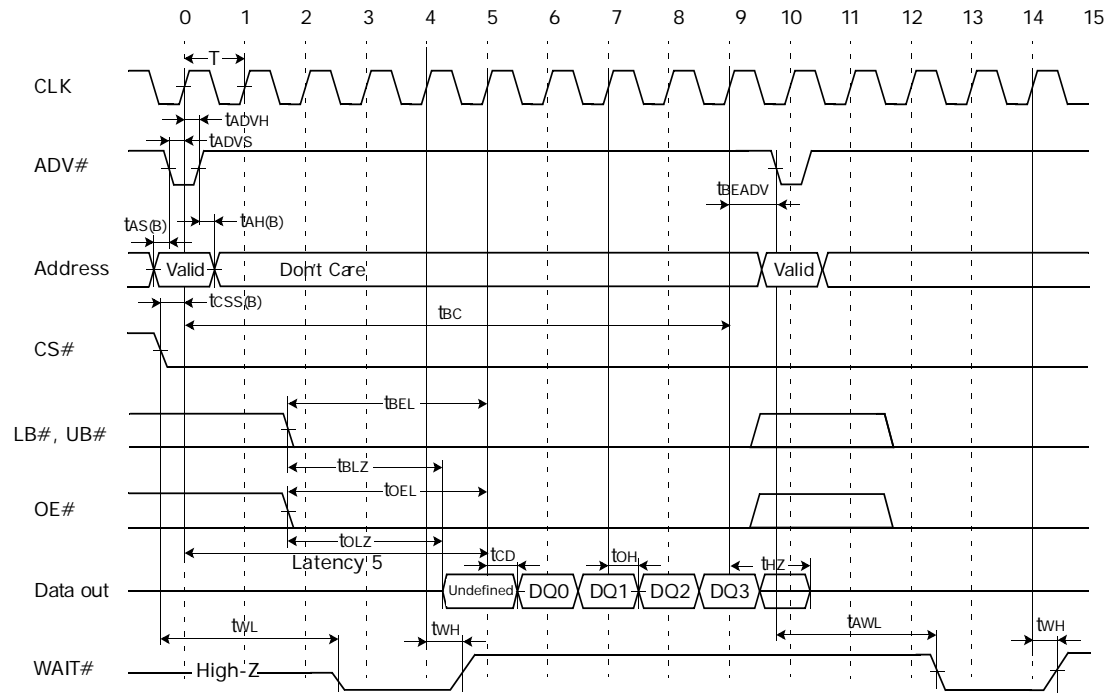 0 1 2 3 4 5 6 7 8 9 10 11 12 13 14 15
T
CLK
tADVH
tADVS
ADV#
tBEADV
tAS(B)
tAH(B)
Address
Valid
Don't Care
Valid
tCSS(B)
tBC
CS#
tBEL
LB#, UB#
tBLZ
tOEL
OE#
tOLZ
Latency 5
tCD
tOH
tHZ
Data out
Undefined
DQ0
DQ1
DQ2
DQ3
tWL
tWH
tAWL
tWH
WAIT#
High-Z